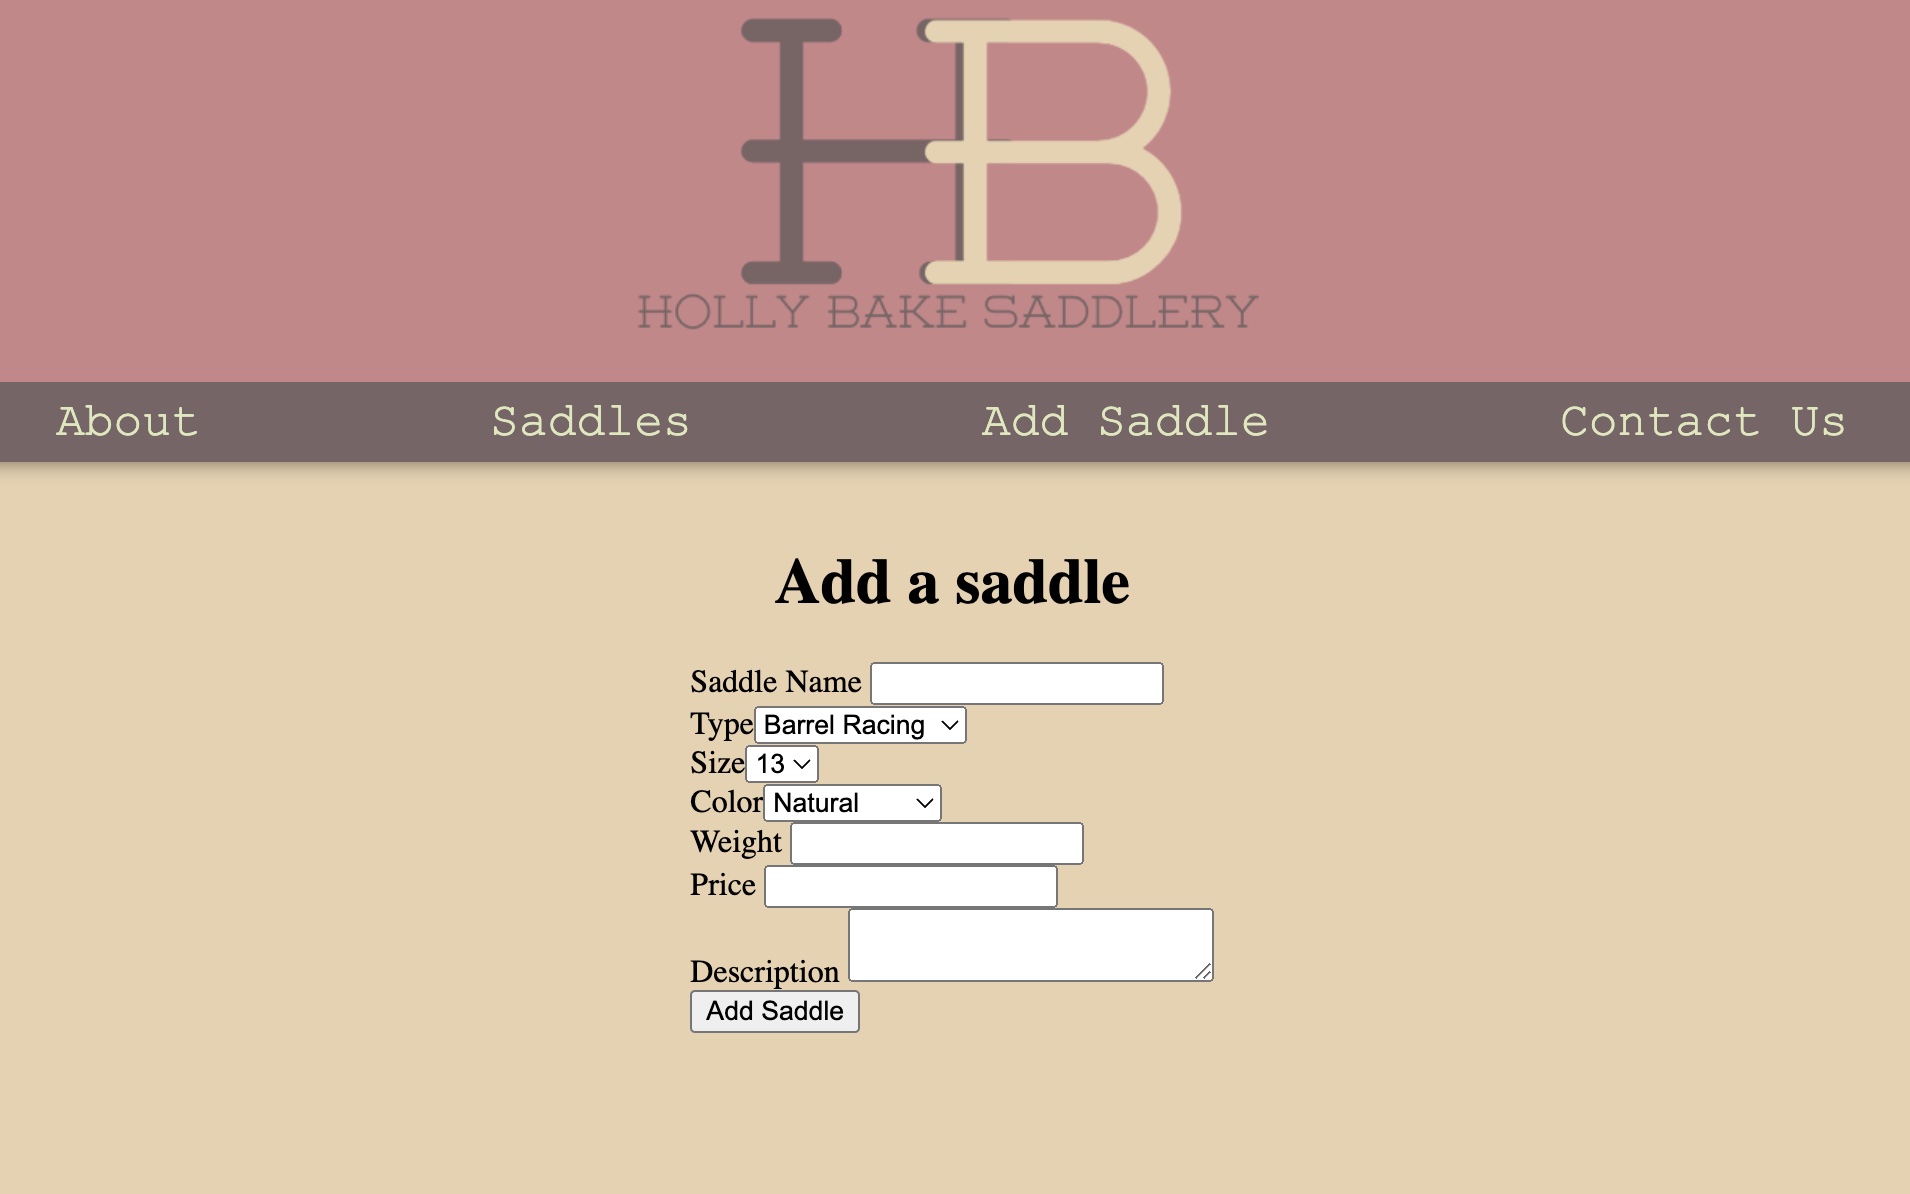 HB
HOLLY BAKE SADDLERY
About Saddles Add Saddle Contact Us
Add a saddle
Saddle Name
Type Barrel Racing
Size 13
Color Natural
Weight
Price
Description
Add Saddle